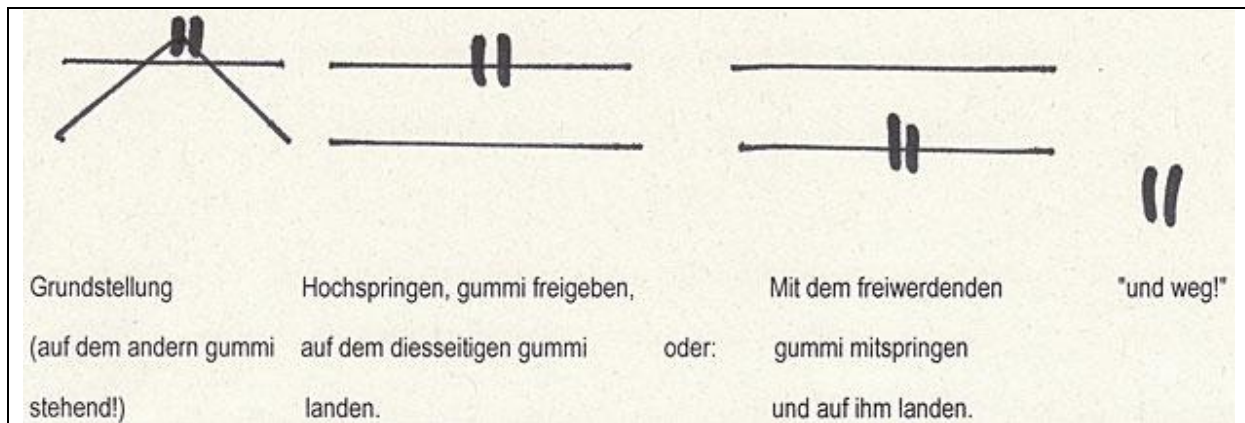 Grundstellung
(auf dem andern gummi
stehend!)
Hochspringen, gummi freigeben,
auf dem diesseitigen gummi
landen.
oder:
Mit dem freiwerdenden
gummi mitspringen
und auf ihm landen.
"und weg!"